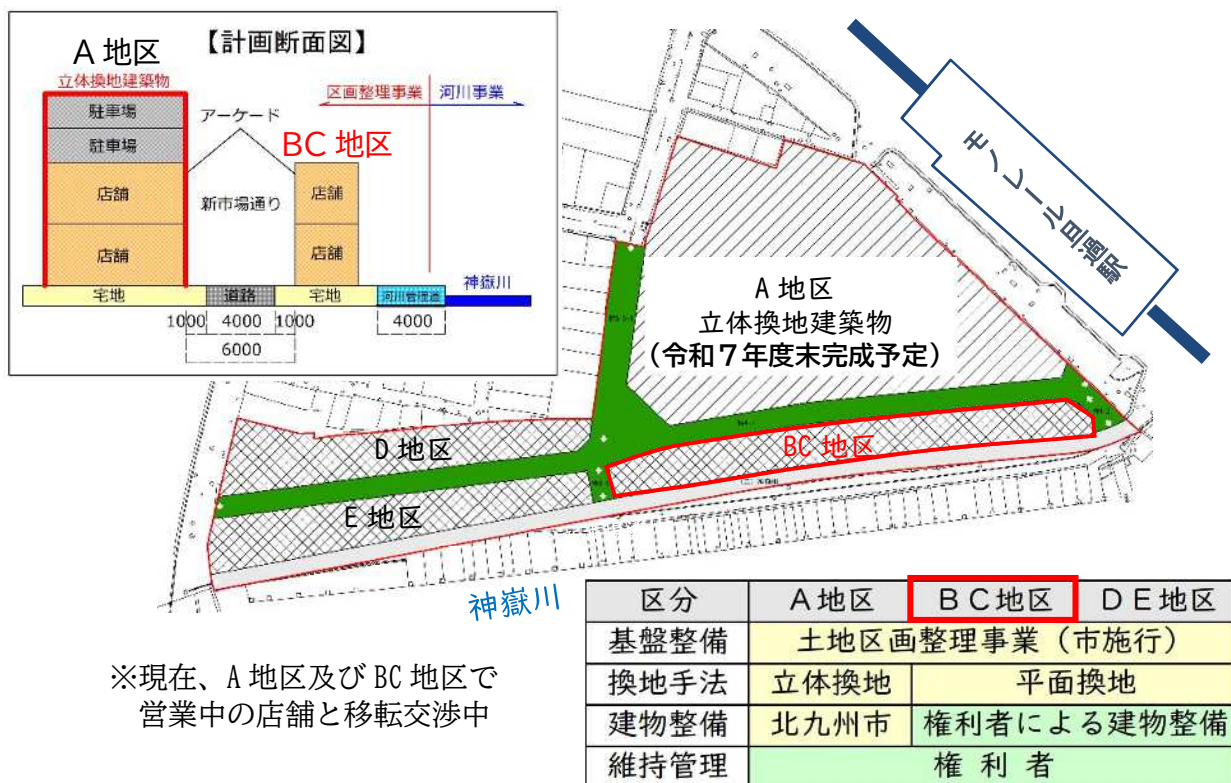 【計画断面図】
A 地区
立体換地建築物
区画整理事業 河川事業
駐車場
アーケード
駐車場
BC 地区
店舗
新市場通り
店舗
店舗
店舗
神嶽川
宅地
道路
宅地
河川管理道
1000
4000
1000
4000
6000
モノレール旦過駅
A 地区
立体換地建築物
(令和７年度末完成予定)
BC 地区
D 地区
E 地区
神嶽川
※現在、A 地区及び BC 地区で
営業中の店舗と移転交渉中
区分 A地区 BC地区 DE地区
基盤整備 土地区画整理事業（市施行）
換地手法 立体換地 平面換地
建物整備 北九州市 権利者による建物整備
維持管理 権利者